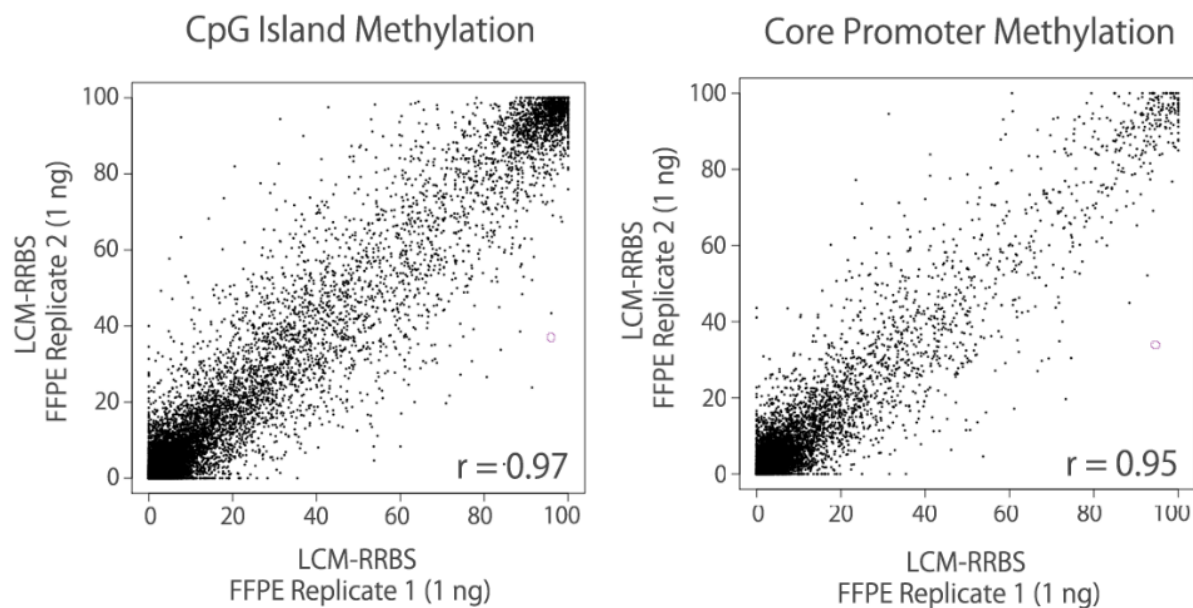 CpG Island Methylation
100
80
60
40
20
0
LCM-RRBS
FFPE Replicate 2 (1 ng)
r = 0.97
0 20 40 60 80 100
LCM-RRBS
FFPE Replicate 1 (1 ng)
Core Promoter Methylation
100
80
60
40
20
0
LCM-RRBS
FFPE Replicate 2 (1 ng)
r = 0.95
0 20 40 60 80 100
LCM-RRBS
FFPE Replicate 1 (1 ng)